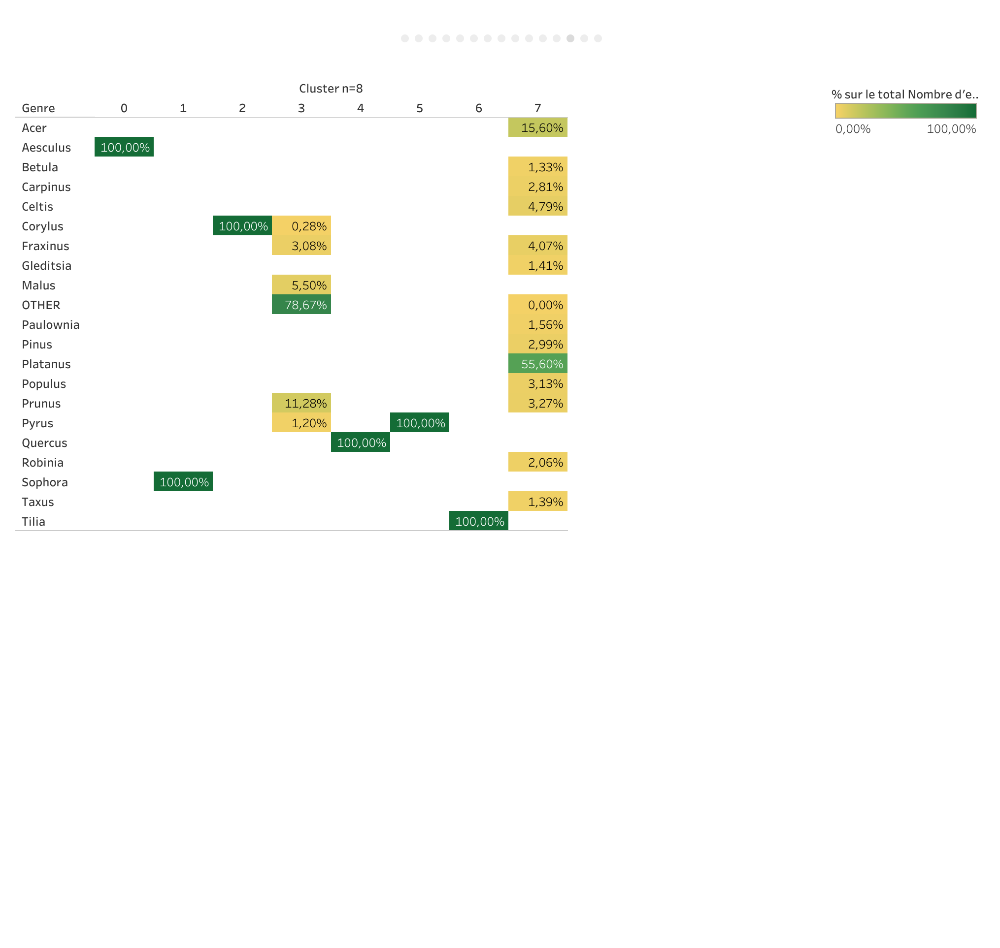 Cluster n=8
% sur le total Nombre d'e..
Genre 0 1 2 3 4 5 6 7
0,00% 100,00%
Acer 15,60%
Aesculus 100,00%
Betula 1,33%
Carpinus 2,81%
Celtis 4,79%
Corylus 100,00% 0,28%
Fraxinus 3,08% 4,07%
Gleditsia 1,41%
Malus 5,50%
OTHER 78,67% 0,00%
Paulownia 1,56%
Pinus 2,99%
Platanus 55,60%
Populus 3,13%
Prunus 11,28% 3,27%
Pyrus 1,20% 100,00%
Quercus 100,00%
Robinia 2,06%
Sophora 100,00%
Taxus 1,39%
Tilia 100,00%